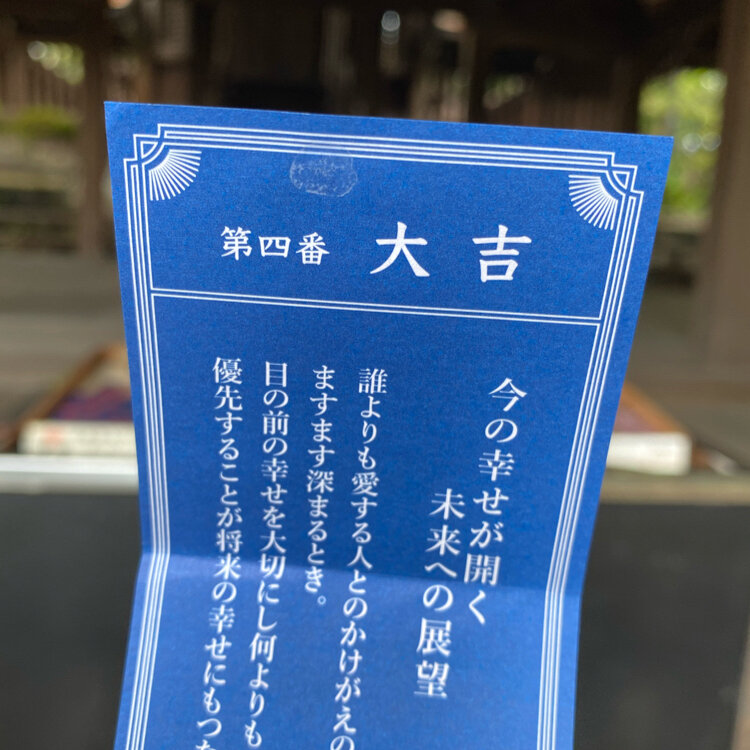 第四番 大吉
今の幸せが開く
未来への展望
誰よりも愛する人とのかけがえの
ますます深まるとき。
目の前の幸せを大切にし何よりも
優先することが将来の幸せにもつな